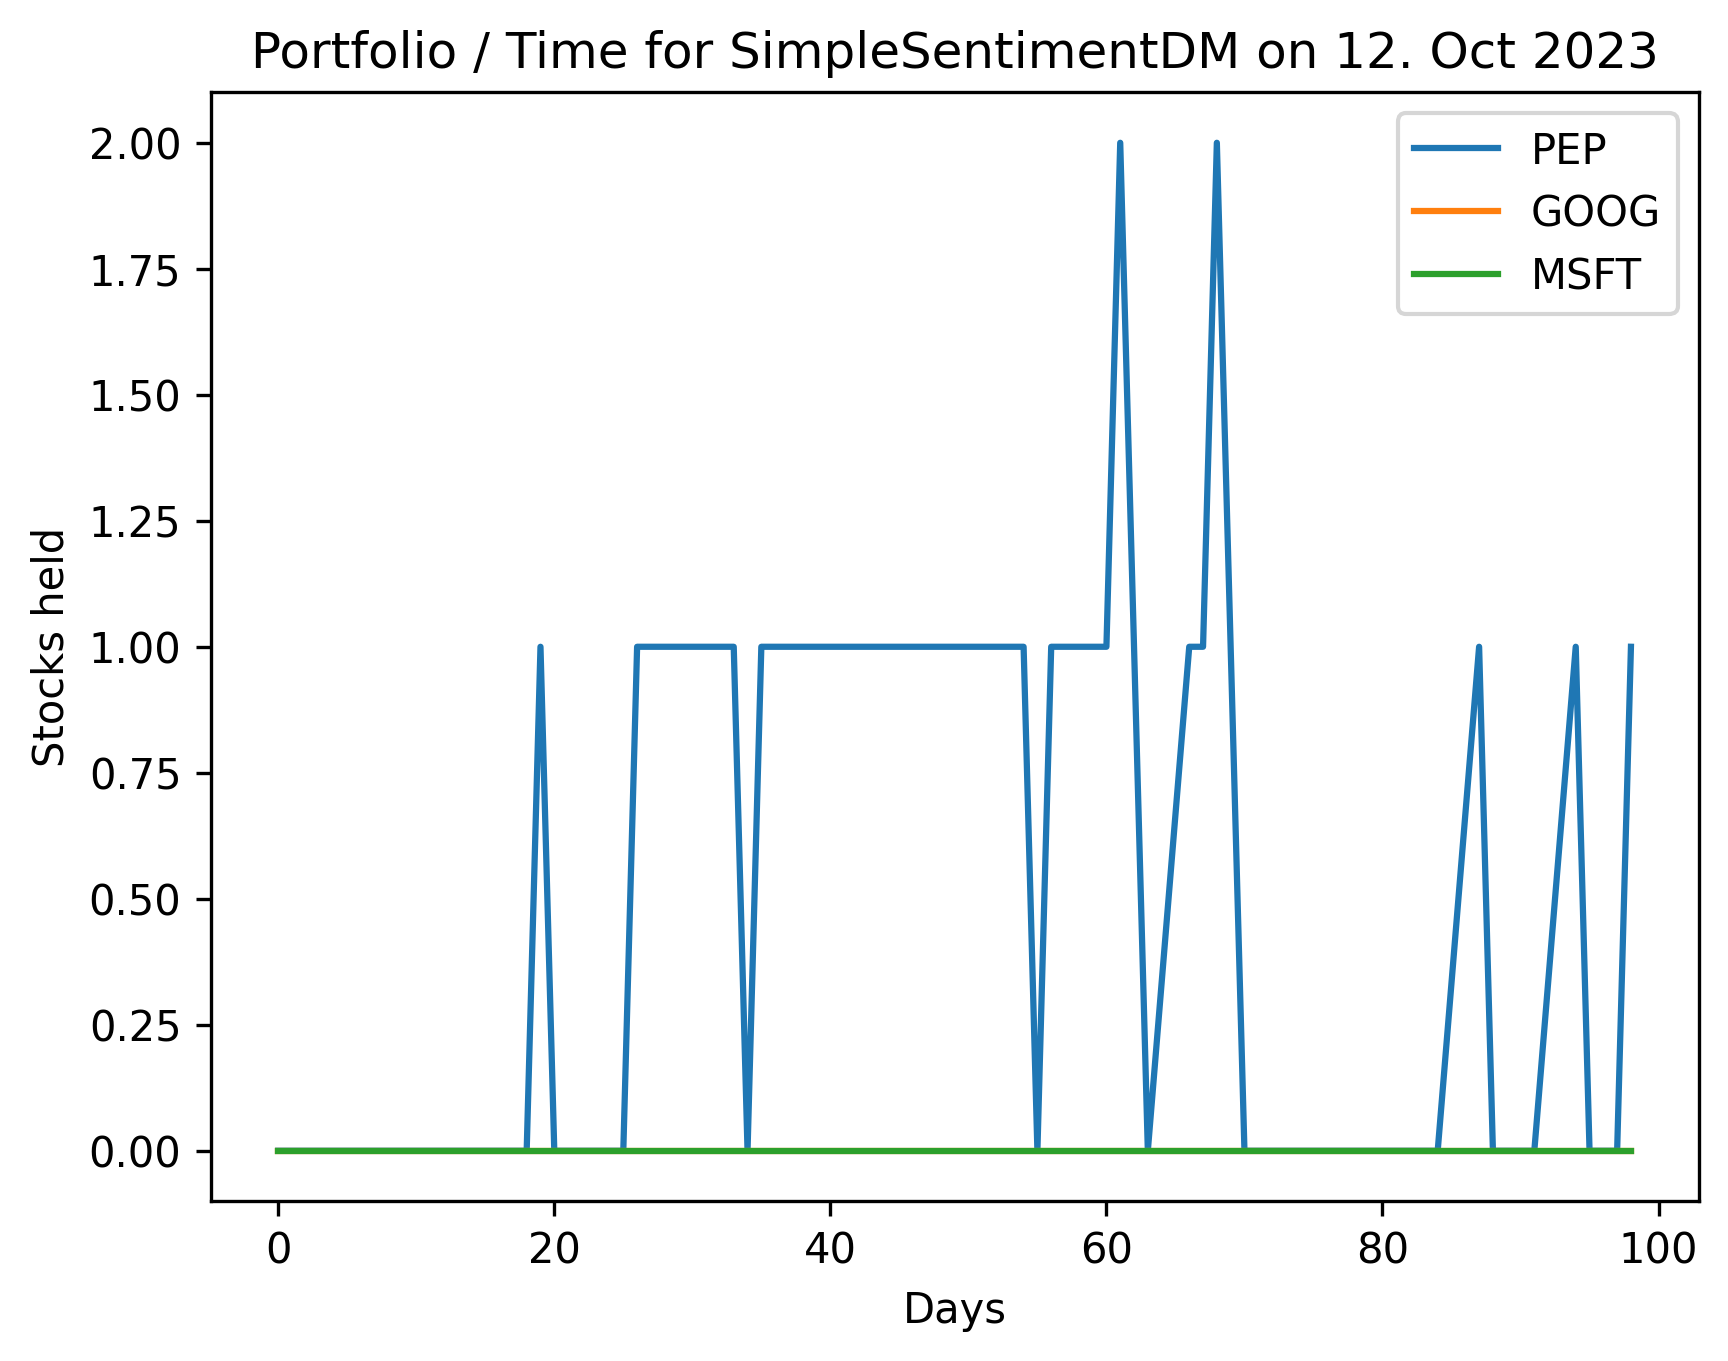 Portfolio / Time for SimpleSentimentDM on 12. Oct 2023
PEP
GOOG
MSFT
2.00
1.75
1.50
1.25
1.00
0.75
0.50
0.25
0.00
Stocks held
0 20 40 60 80 100
Days